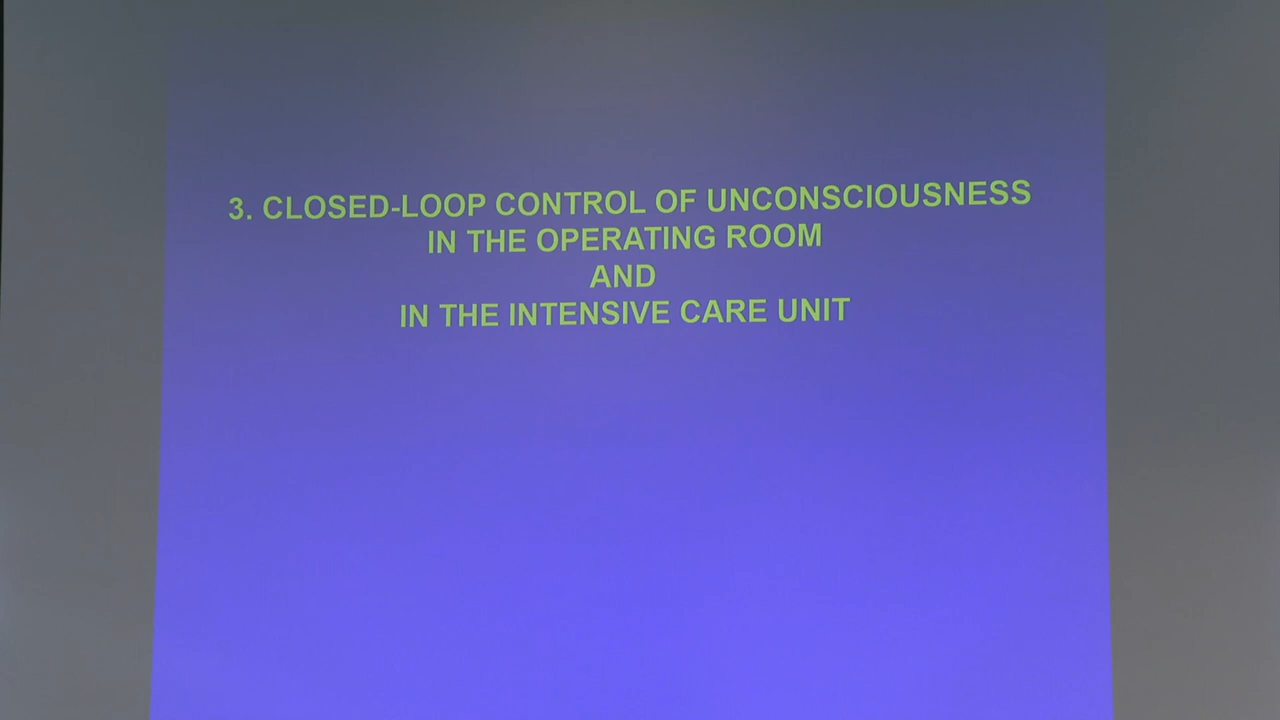 3. CLOSED-LOOP CONTROL OF UNCONSCIOUSNESS
IN THE OPERATING ROOM
AND
IN THE INTENSIVE CARE UNIT